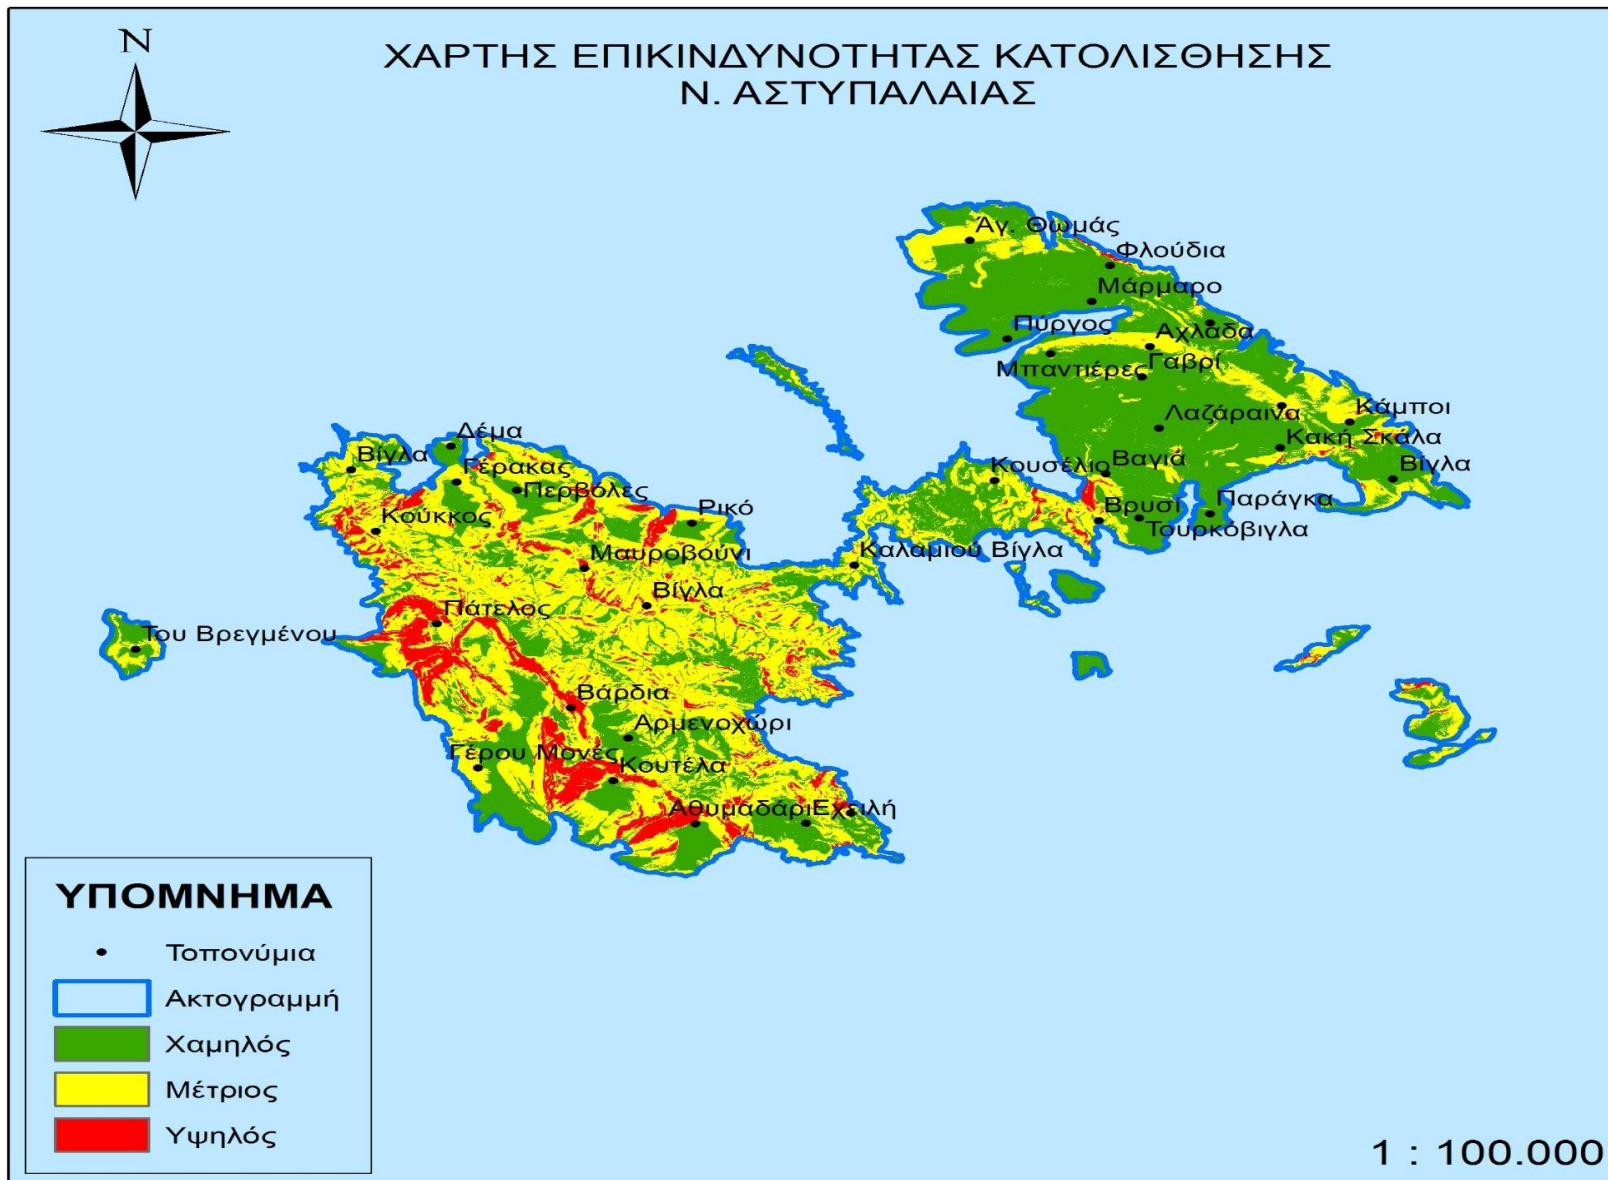 N
ΧΑΡΤΗΣ ΕΠΙΚΙΝΔΥΝΟΤΗΤΑΣ ΚΑΤΟΛΙΣΘΗΣΗΣ
Ν. ΑΣΤΥΠΑΛΑΙΑΣ
Άγ. Θωμάς
Φλούδια
Μάρμαρο
Πύργος
Αχλάδα
Γαβρί
Μπαντιέρες
Λαζάραινα
Κάμποι
Κακή Σκάλα
Βίγλα
Δέμα
Βίγλα
Γέρακας
Περβόλες
Κουσέλιο
Βαγιά
Παράγκα
Βρυσί
Τουρκόβιγλα
Ρικό
Κούκκος
Μαυροβούνι
Καλαμιού Βίγλα
Βίγλα
Πάτελος
Του Βρεγμένου
Βάρδια
Αρμενοχώρι
Γέρου Μονές
Κουτέλα
Αθυμαδάρι
Εχειλή
ΥΠΟΜΝΗΜΑ
Τοπονύμια
Ακτογραμμή
Χαμηλός
Μέτριος
Υψηλός
1 : 100.000